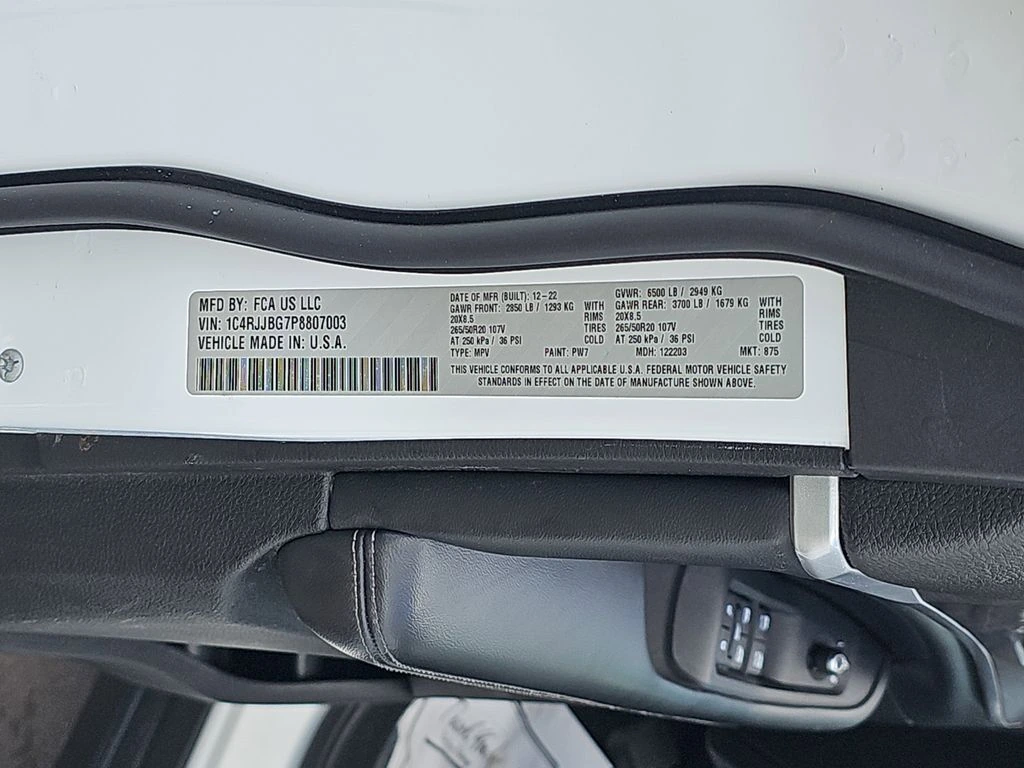 MFD BY: FCA US LLC
VIN: 1C4RJJBG7P8807003
VEHICLE MADE IN: U.S.A.
DATE OF MFR (BUILT): 12-22
GAWR FRONT: 2850 LB / 1293 KG WITH
20X8.5 RIMS
265/50R20 107V TIRES
AT 250 kPa / 36 PSI COLD
TYPE: MPV PAINT: PW7
GVWR: 6500 LB / 2949 KG
GAWR REAR: 3700 LB / 1679 KG WITH
20X8.5 RIMS
265/50R20 107V TIRES
AT 250 kPa / 36 PSI COLD
MDH: 122203 MKT: 875
THIS VEHICLE CONFORMS TO ALL APPLICABLE U.S.A. FEDERAL MOTOR VEHICLE SAFETY
STANDARDS IN EFFECT ON THE DATE OF MANUFACTURE SHOWN ABOVE.